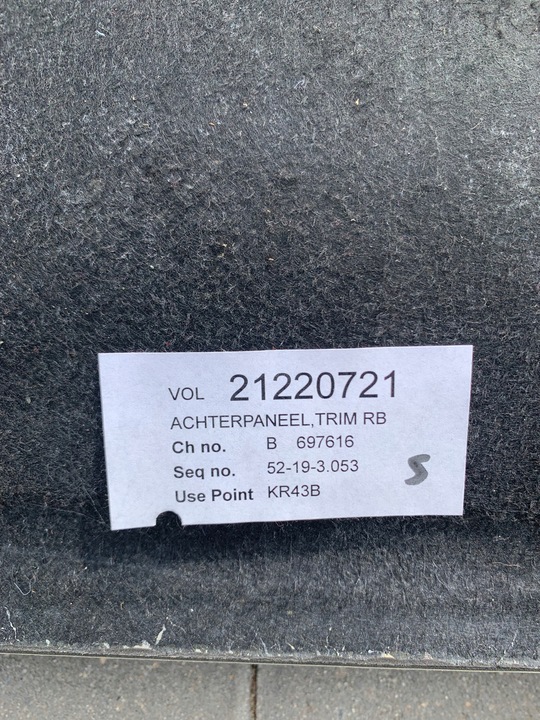 VOL 21220721
ACHTERPANEEL,TRIM RB
Ch no. B 697616
Seq no. 52-19-3.053
Use Point KR43B
S